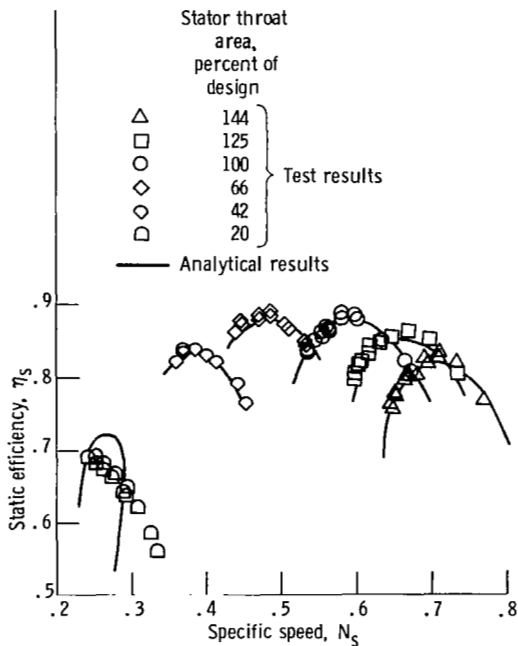 Stator throat
area,
percent of
design
144
125
100
66
42
20
Test results
Analytical results
Static efficiency, ηS
.9
.8
.7
.6
.5
.2 .3 .4 .5 .6 .7 .8
Specific speed, NS